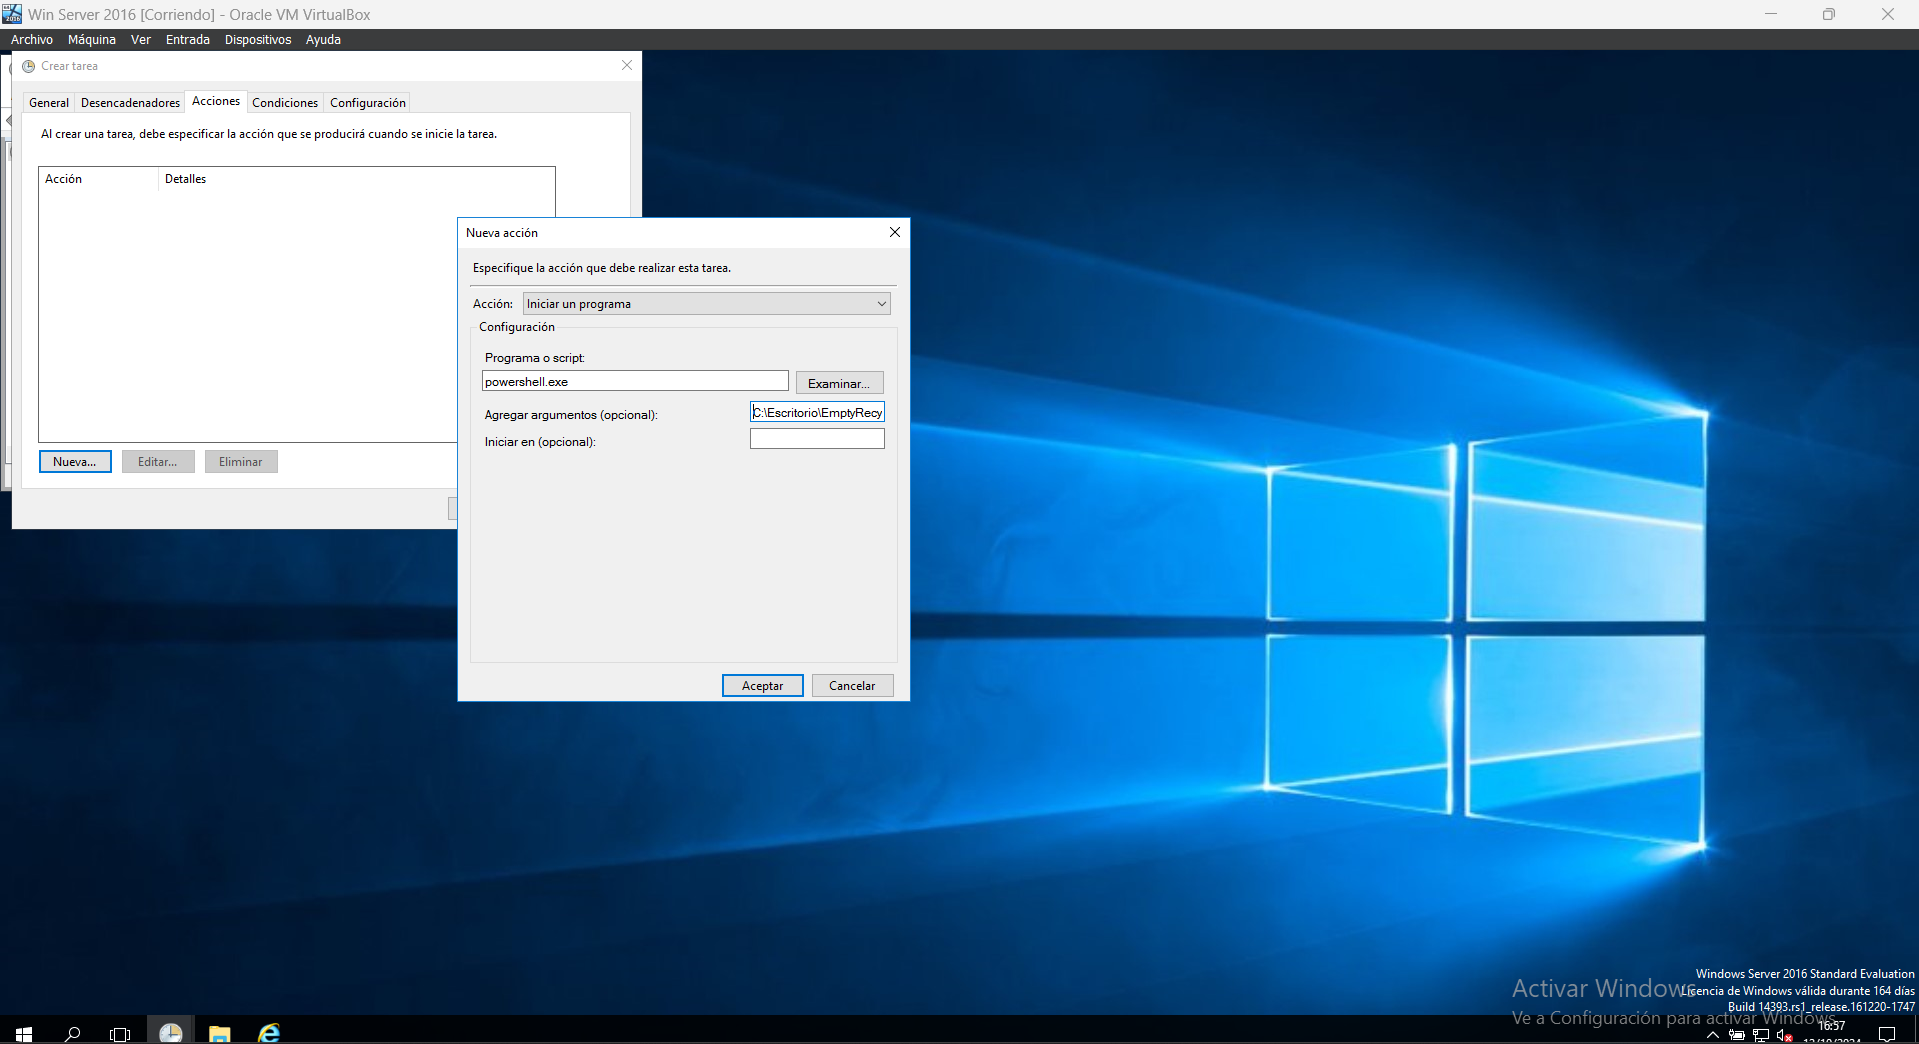 Win Server 2016 [Corriendo] - Oracle VM VirtualBox
Archivo Máquina Ver Entrada Dispositivos Ayuda
Crear tarea
General Desencadenadores Acciones Condiciones Configuración
Al crear una tarea, debe especificar la acción que se producirá cuando se inicie la tarea.
Acción Detalles
Nueva... Editar... Eliminar
Nueva acción
Especifique la acción que debe realizar esta tarea.
Acción: Iniciar un programa
Configuración
Programa o script:
powershell.exe Examinar...
Agregar argumentos (opcional): C:\Escritorio\EmptyRecy
Iniciar en (opcional):
Aceptar Cancelar
Windows Server 2016 Standard Evaluation
Activar Windows
Licencia de Windows válida durante 164 días
Build 14393.rs1_release.161220-1747
Ve a Configuración para activar Windows.
16:57